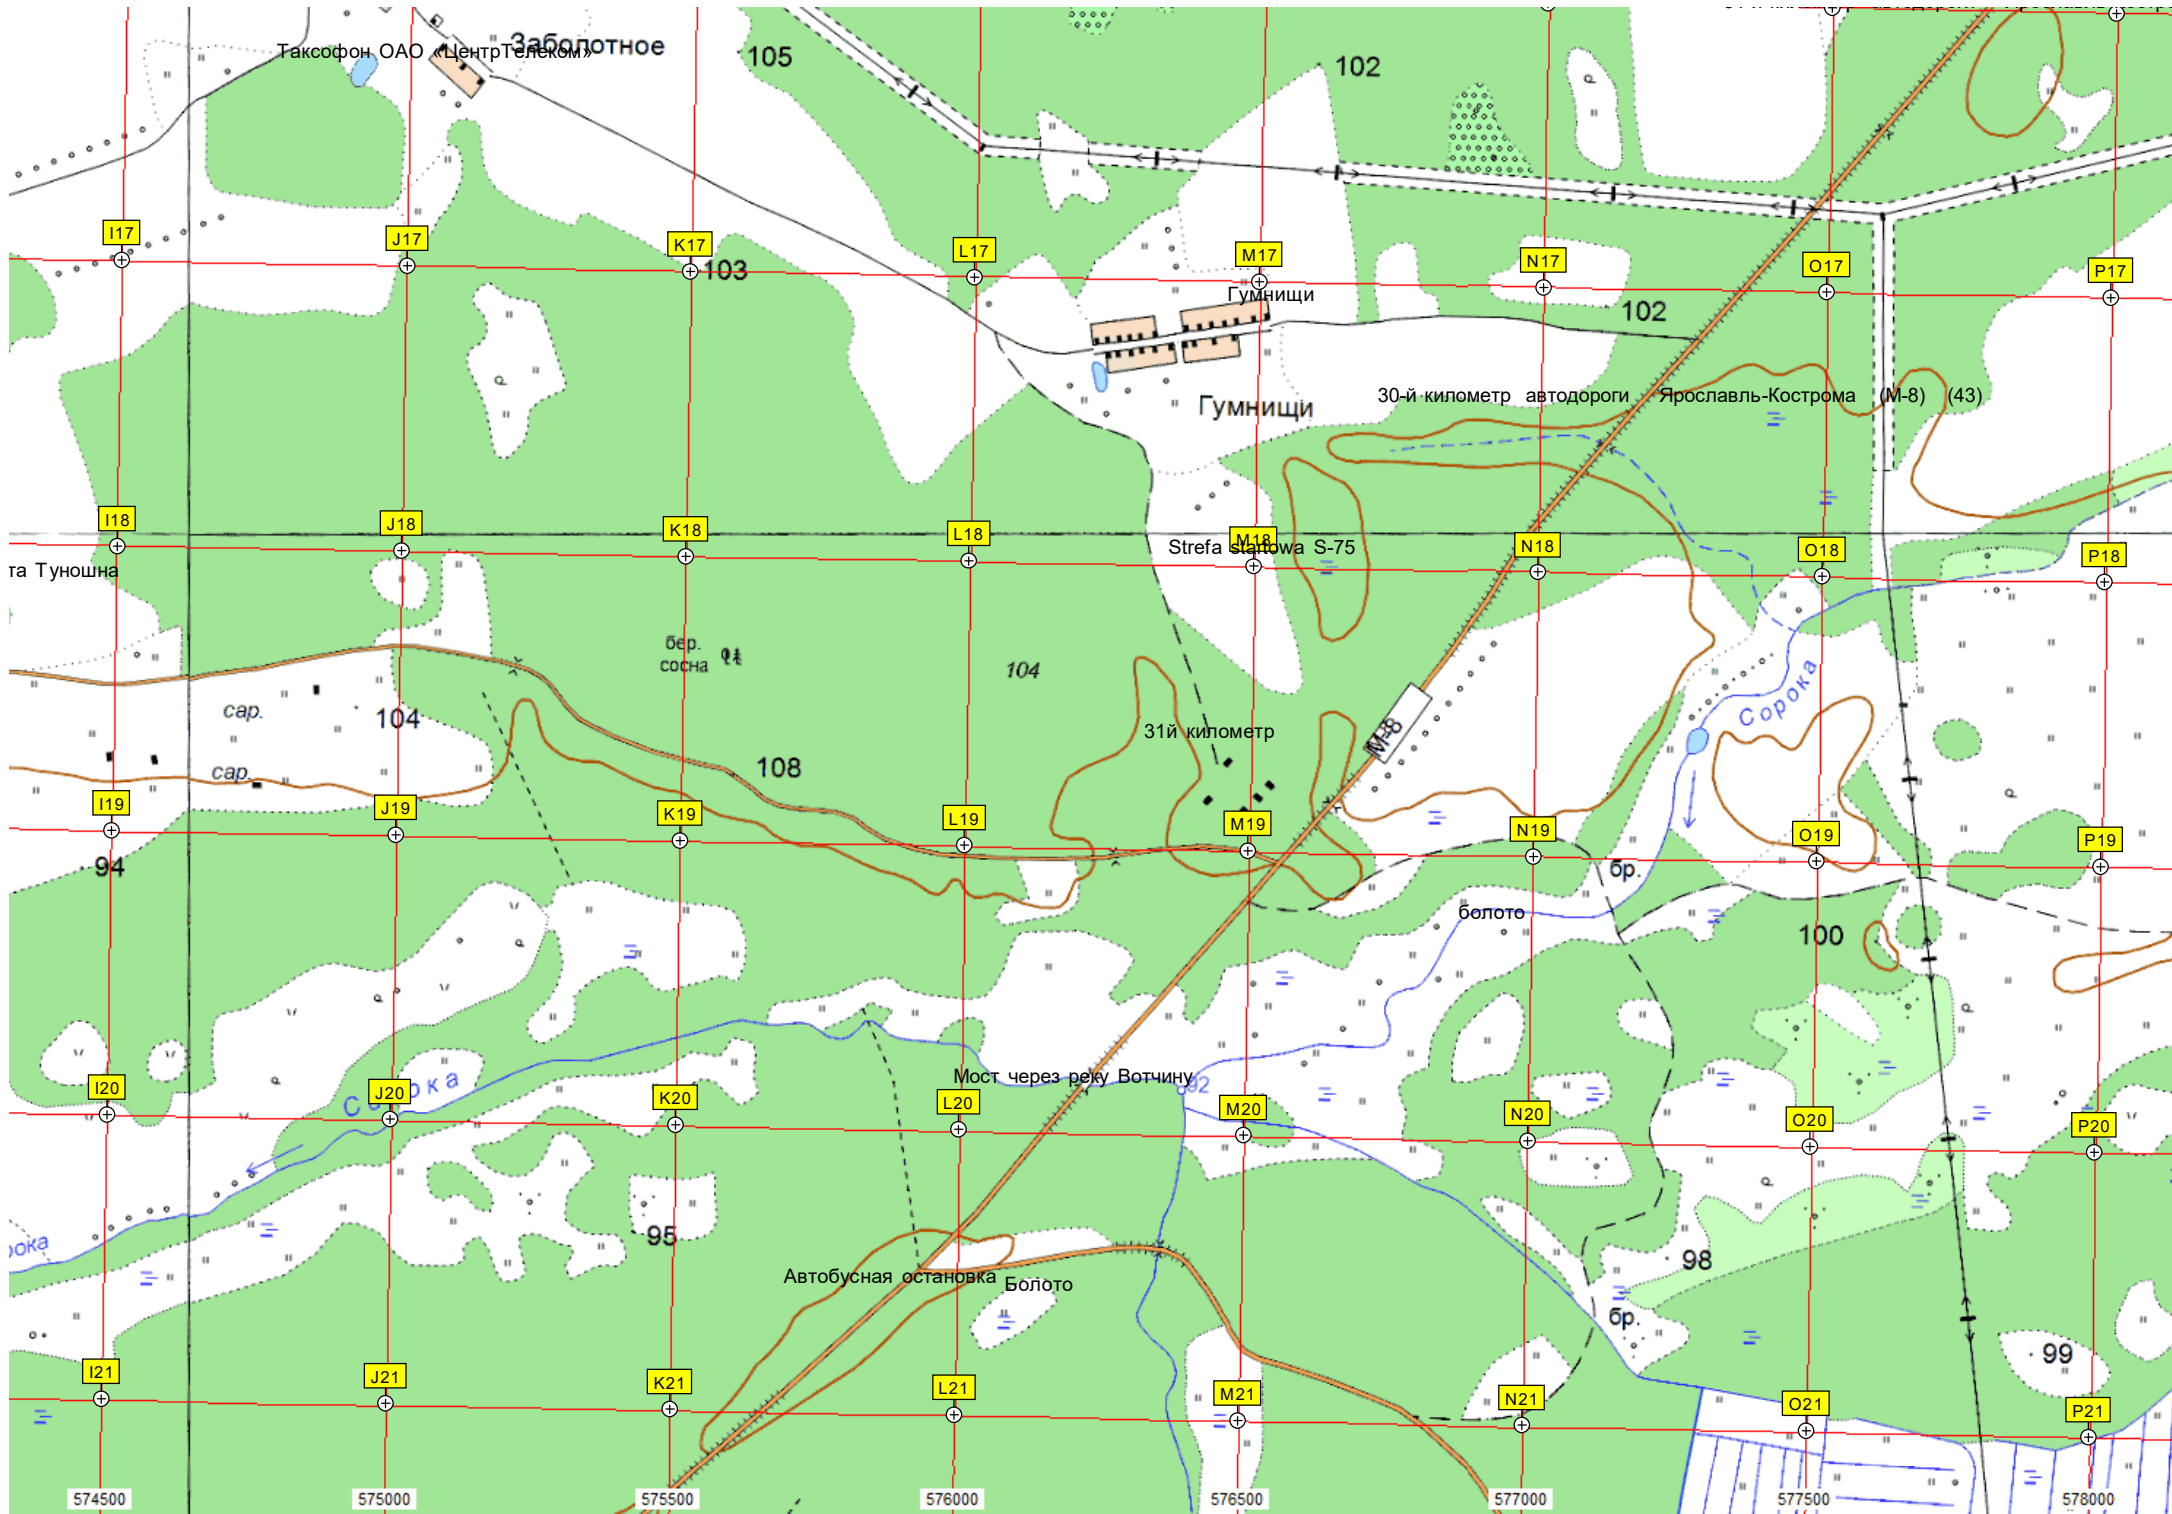 Таксофон ОАО «ЦентрТелеком»
Заболотное
105
102
I17
J17
K17
103
L17
M17
N17
O17
P17
Гумнищи
102
Гумнищи
30-й километр автодороги Ярославль-Кострома (М-8) (43)
I18
J18
K18
L18
M18
N18
O18
P18
Strefa startowa S-75
та Туношна
бер.
сосна
104
сар.
104
31й километр
М-8
Сорока
сар.
108
I19
J19
K19
L19
M19
N19
O19
P19
94
бр.
болото
100
Мост через реку Вотчину
92
Сорока
I20
J20
K20
L20
M20
N20
O20
P20
95
рока
98
Автобусная остановка
Болото
бр.
99
I21
J21
K21
L21
M21
N21
O21
P21
574500
575000
575500
576000
576500
577000
577500
578000